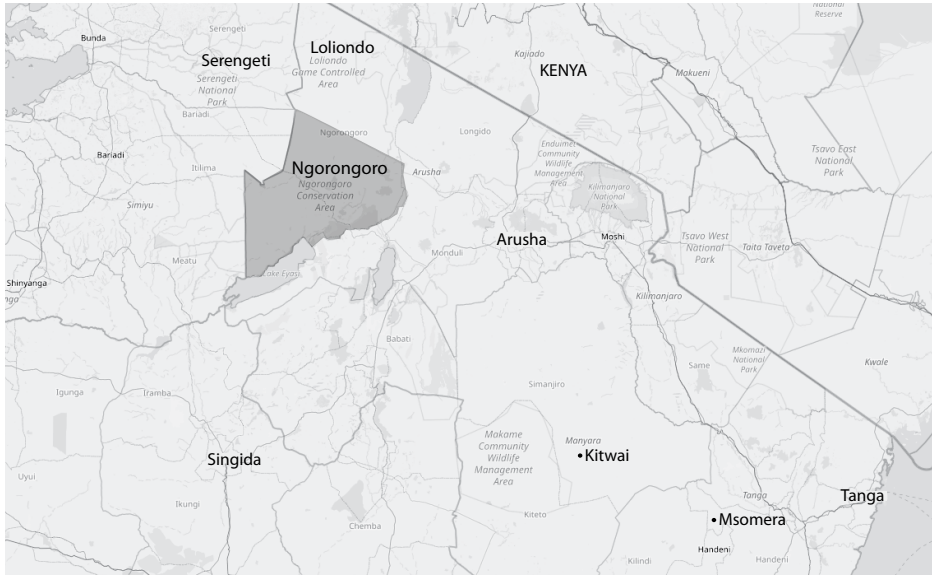 National
Reserve
Serengeti
Bunda
Loliondo
Loliondo
Game Controlled
Area
Serengeti
Serengeti
National
Park
Kajiado
KENYA
Makueni
Bariadi
Ngorongoro
Longido
Tsavo East
National
Park
Bariadi
Itilima
Enduimet
Community
Wildlife
Management
Area
Ngorongoro
Ngorongoro
Conservation
Area
Arusha
Kilimanjaro
National
Park
Simiyu
Arusha
Moshi
Tsavo West
National
Park
Taita Taveta
Meatu
Monduli
Lake Eyasi
Shinyanga
nga
Kilimanjaro
Babati
Mkomazi
National
Park
Kwale
Same
Igunga
Iramba
Simanjiro
Makame
Community
Wildlife
Management
Area
Manyara
•Kitwai
Singida
Uyui
Ikungi
Chemba
Kiteto
Tanga
Tanga
•Msomera
Handeni
Kilindi
Handeni